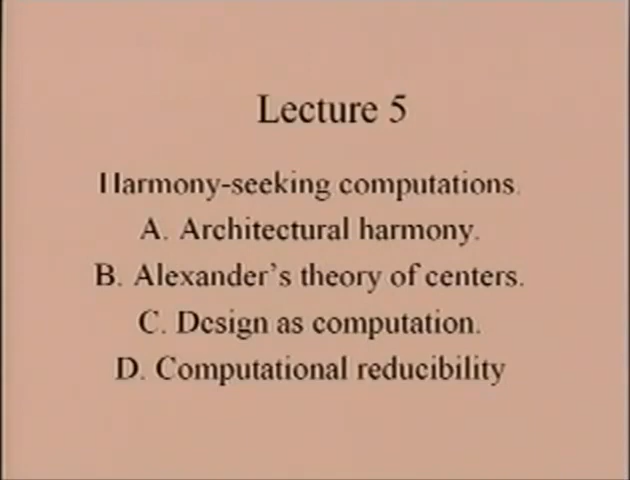 Lecture 5
Harmony-seeking computations.
A. Architectural harmony.
B. Alexander's theory of centers.
C. Design as computation.
D. Computational reducibility